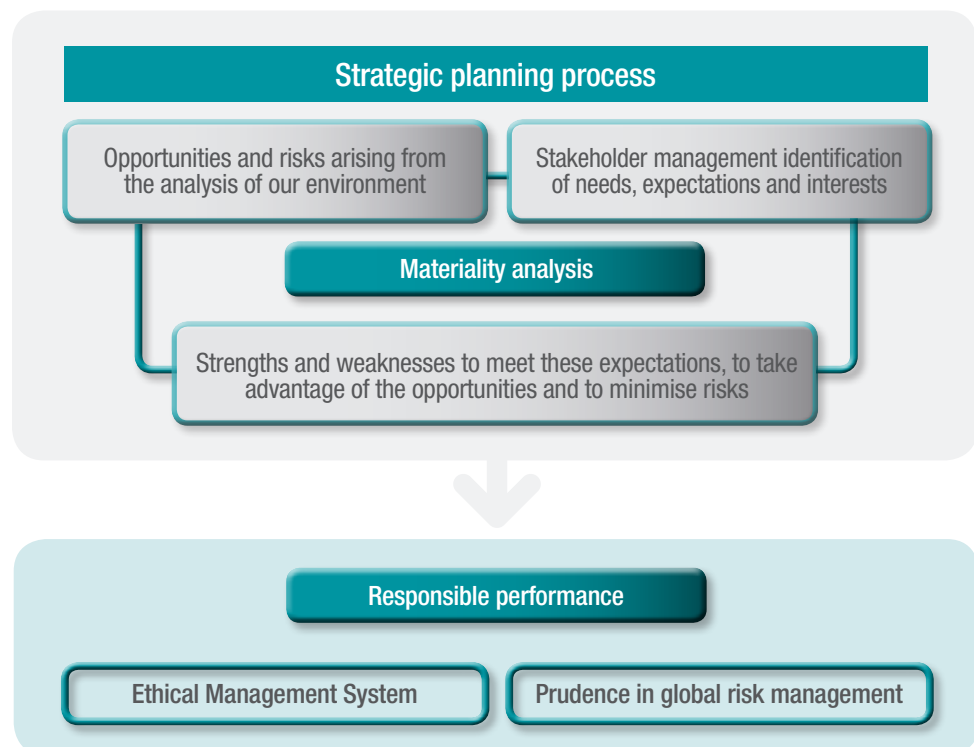 Strategic planning process
Opportunities and risks arising from
the analysis of our environment
Stakeholder management identification
of needs, expectations and interests
Materiality analysis
Strengths and weaknesses to meet these expectations, to take
advantage of the opportunities and to minimise risks
Responsible performance
Ethical Management System
Prudence in global risk management